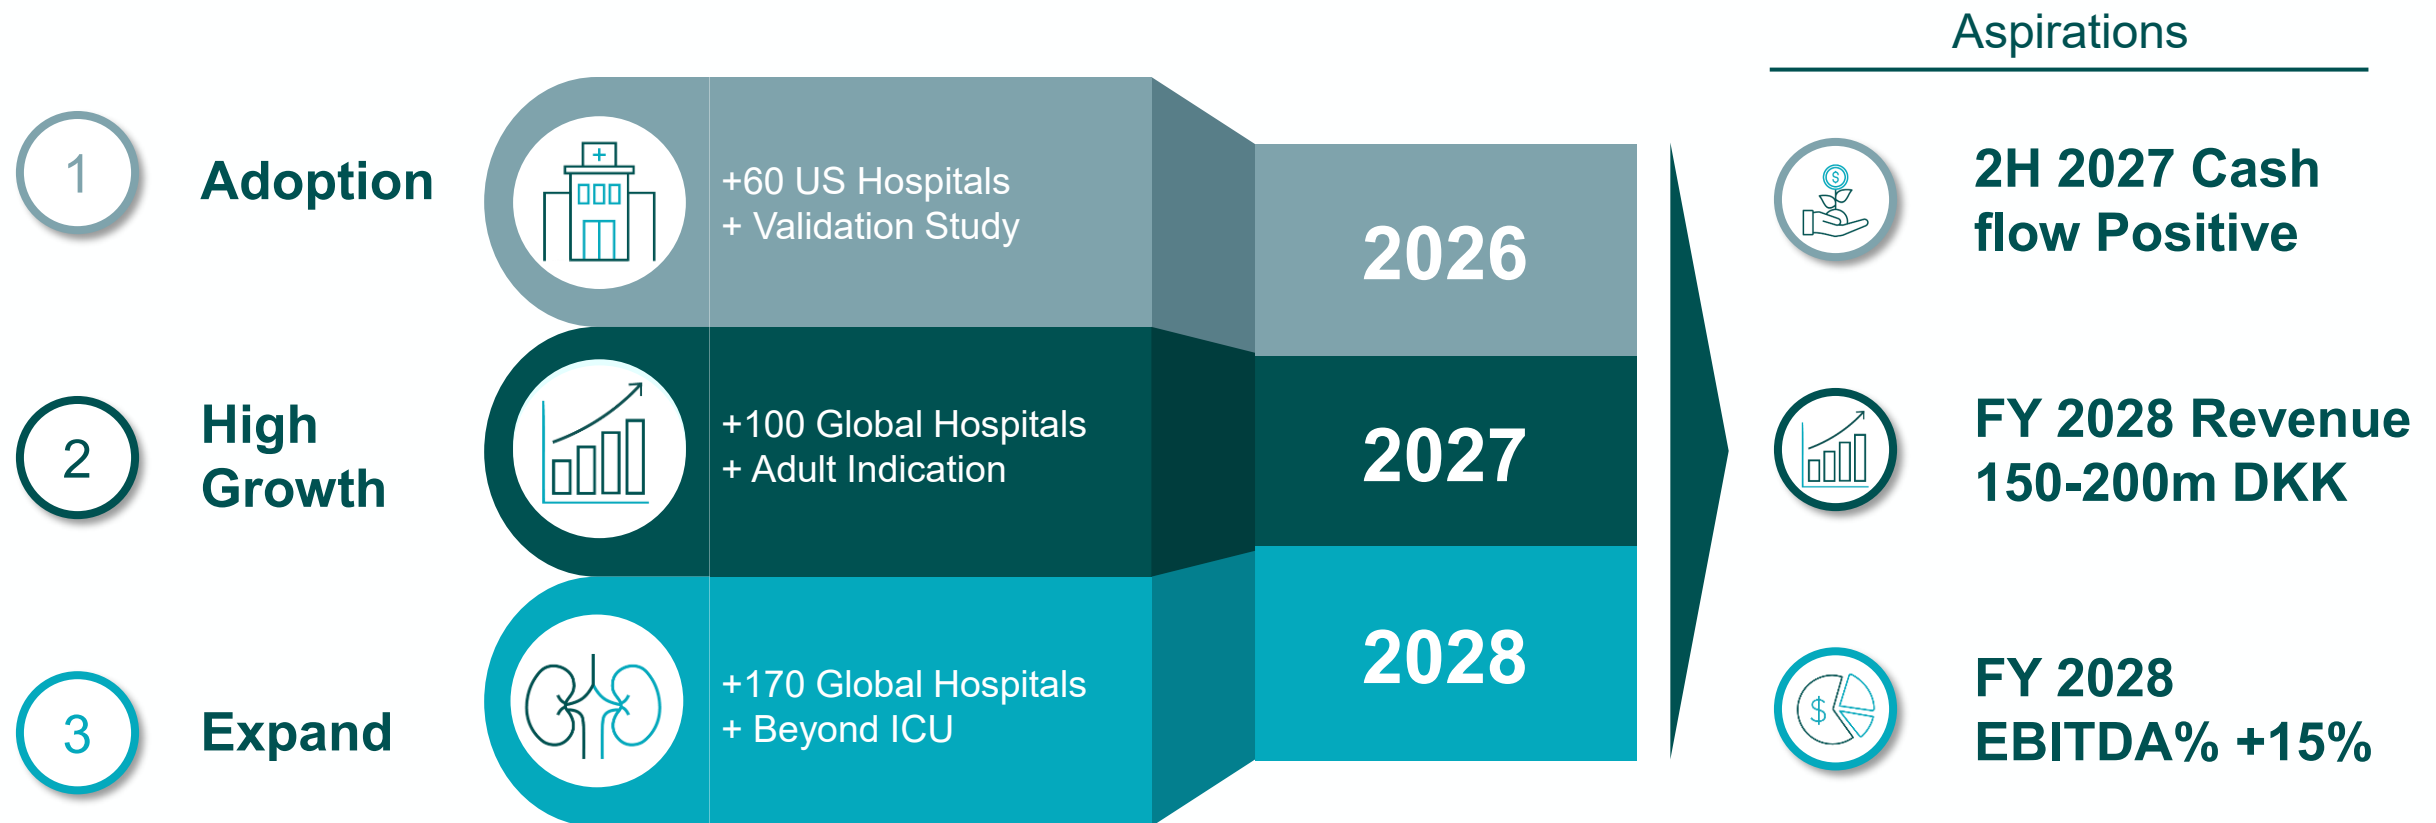 Aspirations
1
Adoption
+60 US Hospitals
+ Validation Study
2026
2H 2027 Cash
flow Positive
2
High
Growth
+100 Global Hospitals
+ Adult Indication
2027
FY 2028 Revenue
150-200m DKK
3
Expand
+170 Global Hospitals
+ Beyond ICU
2028
$
FY 2028
EBITDA% +15%